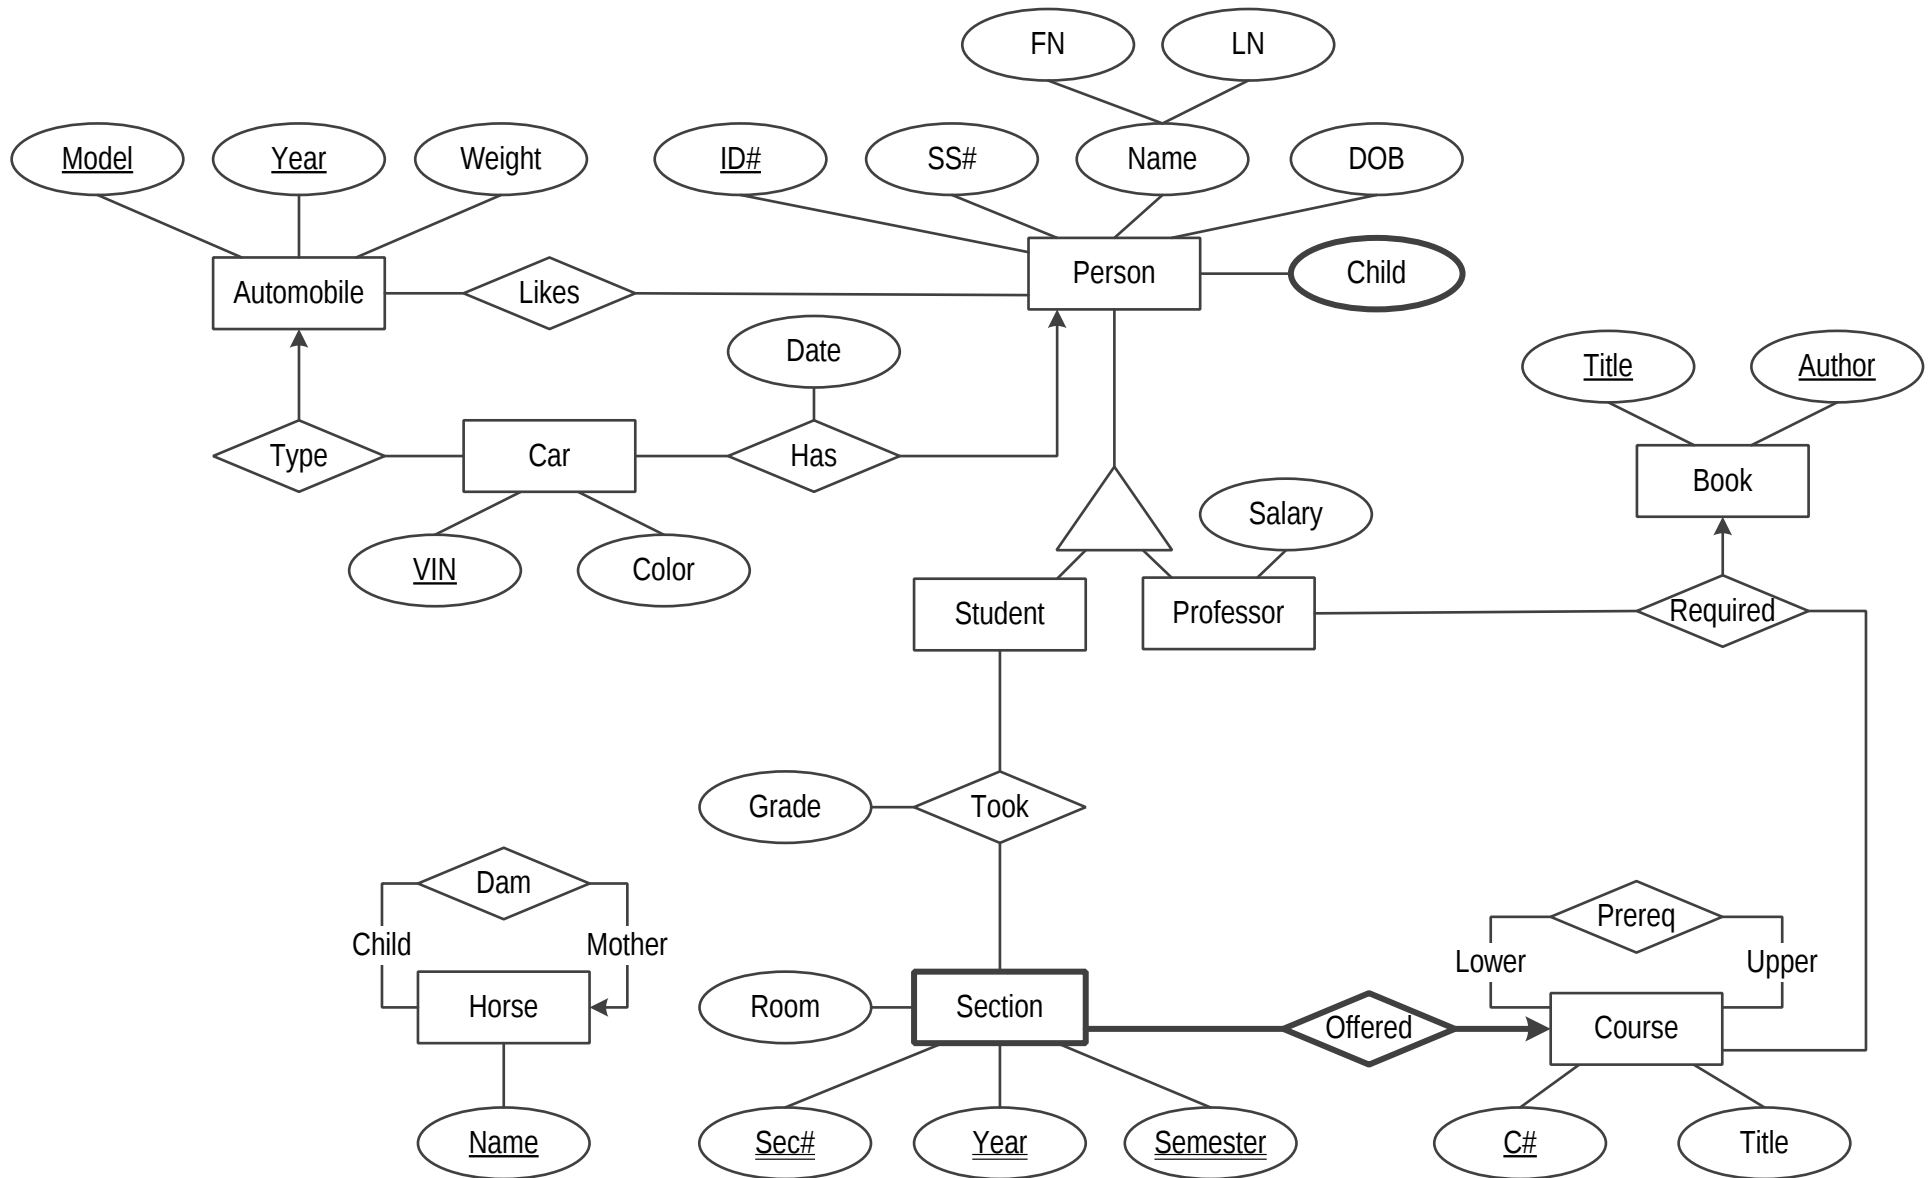 FN
LN
Model
Year
Weight
ID#
SS#
Name
DOB
Automobile
Likes
Person
Child
Date
Title
Author
Type
Car
Has
Book
VIN
Color
Salary
Student
Professor
Required
Grade
Took
Dam
Child
Mother
Horse
Name
Prereq
Lower
Upper
Room
Section
Offered
Course
Sec#
Year
Semester
C#
Title